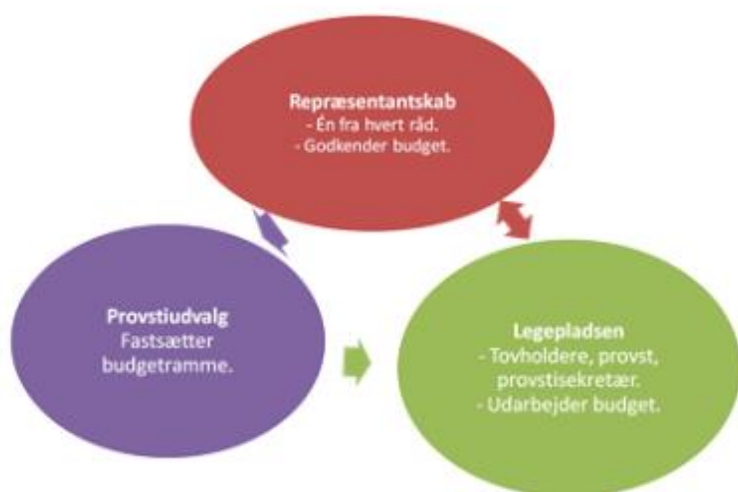 Repræsentantskab
- Én fra hvert råd.
- Godkender budget.
Provstiudvalg
Fastsætter
budgetramme.
Legepladsen
- Tovholdere, provst,
provstisekretær.
- Udarbejder budget.